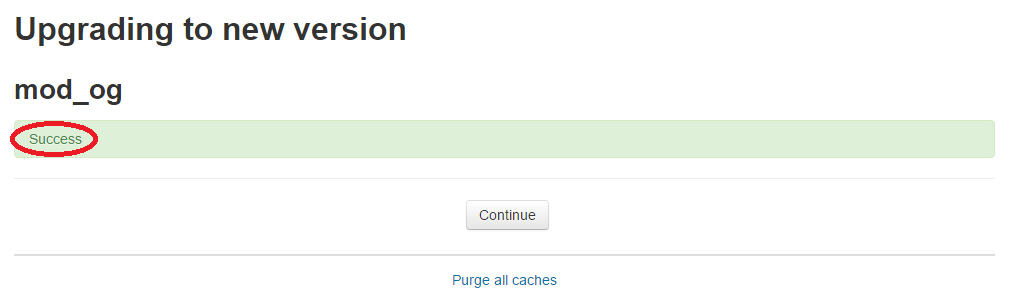 Upgrading to new version
mod_og
Success
Continue
Purge all caches